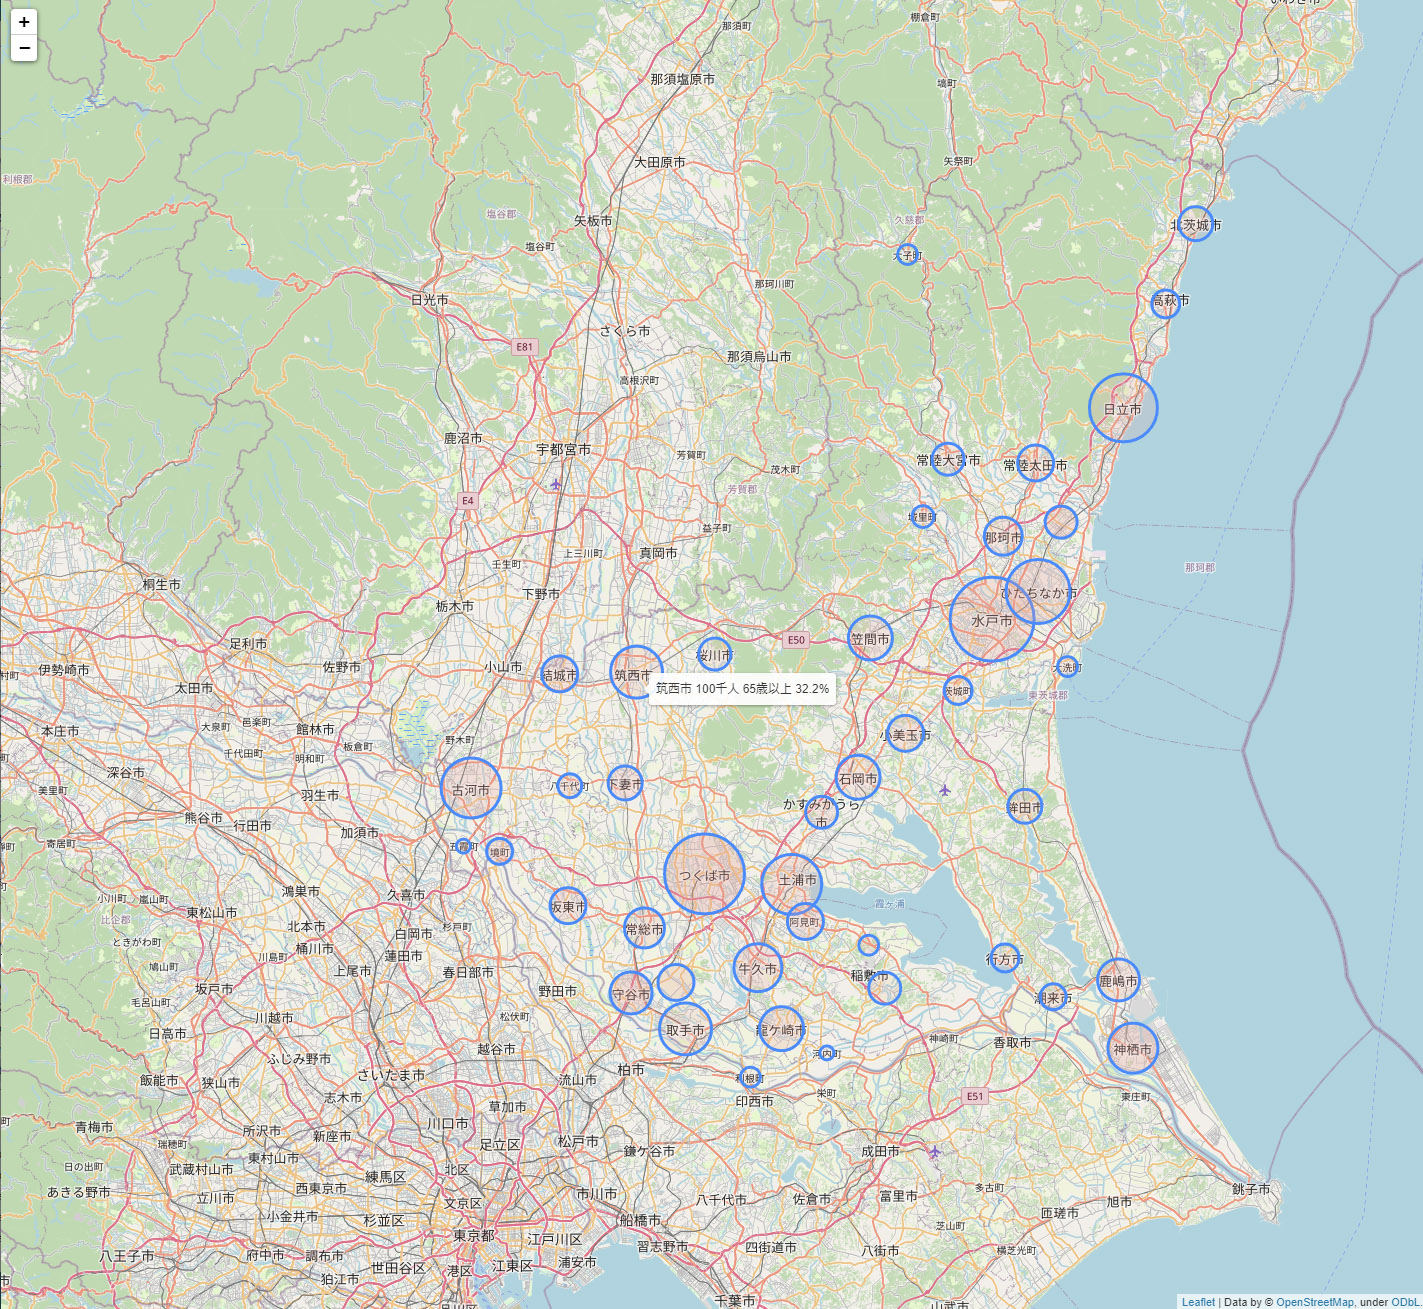 +
−
那須町
棚倉町
那須塩原市
塙町
大田原市
矢祭町
利根郡
塩谷郡
久慈郡
矢板市
北茨城市
塩谷町
大子町
那珂川町
日光市
高萩市
さくら市
E81
那須烏山市
高根沢町
日立市
鹿沼市
宇都宮市
芳賀町
常陸大宮市
常陸太田市
茂木町
芳賀郡
E4
城里町
益子町
那珂市
上三川町
真岡市
壬生町
那珂郡
桐生市
下野市
ひたちなか市
栃木市
水戸市
足利市
E50
笠間市
桜川市
小山市
佐野市
伊勢崎市
結城市
筑西市
大洗町
太田市
筑西市 100千人 65歳以上 32.2%
茨城町
東茨城郡
邑楽町
大泉町
館林市
本庄市
小美玉市
野木町
板倉町
千代田町
明和町
深谷市
石岡市
美里町
古河市
八千代町
下妻市
羽生市
かすみがうら
市
鉾田市
熊谷市
行田市
加須市
寄居町
五霞町
境町
つくば市
土浦市
鴻巣市
久喜市
小川町
嵐山町
霞ヶ浦
坂東市
東松山市
比企郡
阿見町
北本市
杉戸町
常総市
白岡市
ときがわ町
桶川市
川島町
蓮田市
行方市
鳩山町
上尾市
春日部市
牛久市
稲敷市
鹿嶋市
坂戸市
野田市
守谷市
潮来市
毛呂山町
川越市
松伏町
日高市
取手市
龍ケ崎市
神崎町
香取市
越谷市
神栖市
ふじみ野市
河内町
さいたま市
柏市
飯能市
狭山市
流山市
利根町
志木市
栄町
E51
東庄町
印西市
草加市
川口市
青梅市
所沢市
新座市
足立区
松戸市
瑞穂町
鎌ケ谷市
成田市
東村山市
日の出町
武蔵村山市
練馬区
北区
あきる野市
西東京市
多古町
銚子市
立川市
文京区
市川市
八千代市
佐倉市
富里市
旭市
匝瑳市
小金井市
杉並区
船橋市
芝山町
東京都
江戸川区
八王子市
府中市
調布市
習志野市
四街道市
八街市
横芝光町
世田谷区
港区
江東区
浦安市
狛江市
千葉市
山武市
Leaflet | Data by © OpenStreetMap, under ODbL.